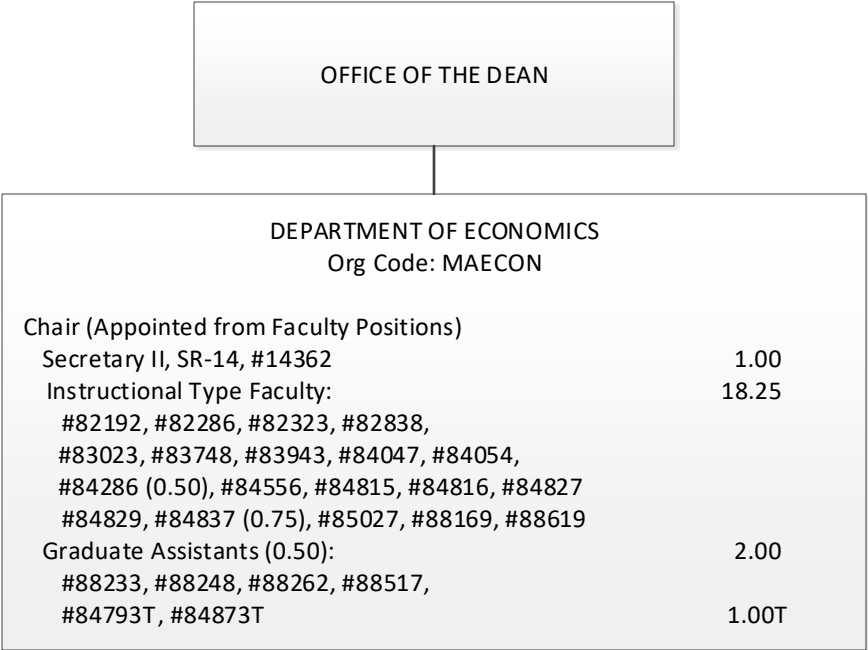 OFFICE OF THE DEAN
DEPARTMENT OF ECONOMICS
Org Code: MAECON
Chair (Appointed from Faculty Positions)
Secretary II, SR-14, #14362 1.00
Instructional Type Faculty: 18.25
#82192, #82286, #82323, #82838,
#83023, #83748, #83943, #84047, #84054,
#84286 (0.50), #84556, #84815, #84816, #84827
#84829, #84837 (0.75), #85027, #88169, #88619
Graduate Assistants (0.50): 2.00
#88233, #88248, #88262, #88517,
#84793T, #84873T 1.00T